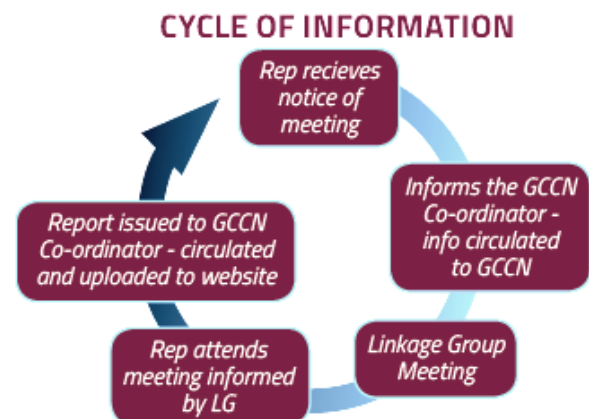 CYCLE OF INFORMATION
Rep recieves
notice of
meeting
Informs the GCCN
Co-ordinator -
info circulated
to GCCN
Linkage Group
Meeting
Rep attends
meeting informed
by LG
Report issued to GCCN
Co-ordinator - circulated
and uploaded to website